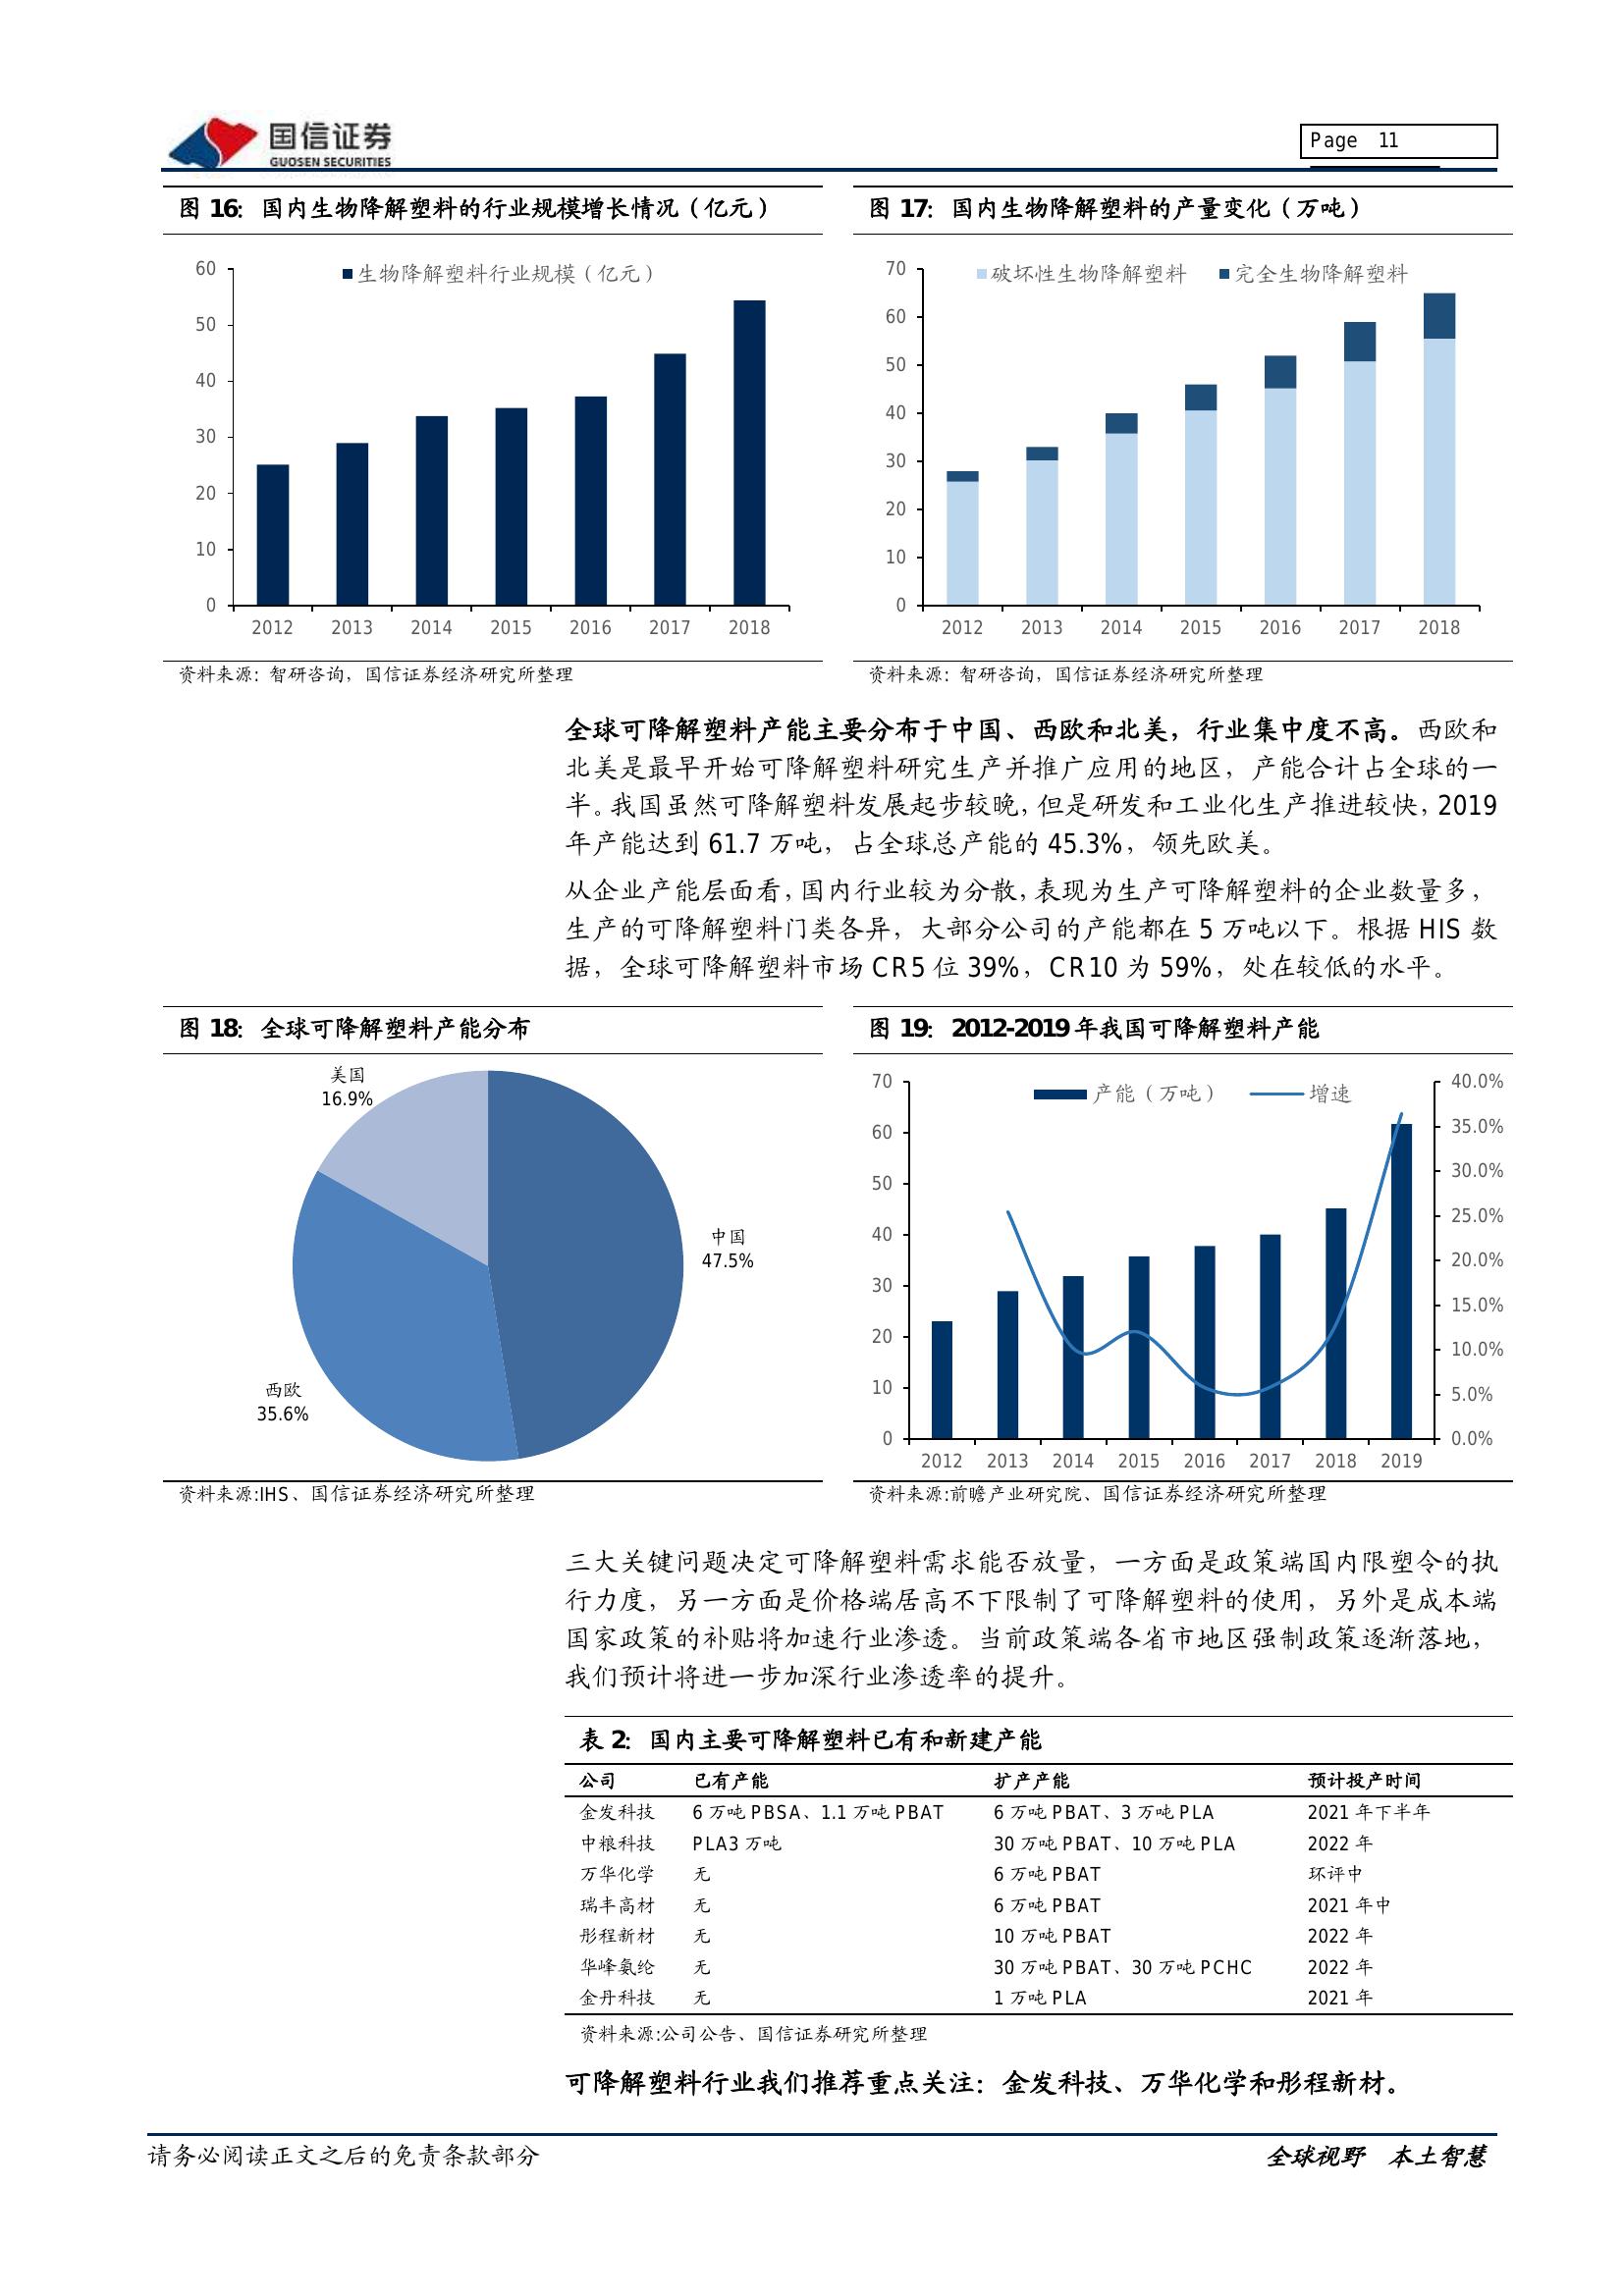 国信证券
GUOSEN SECURITIES
Page 11
图 16：国内生物降解塑料的行业规模增长情况（亿元）
生物降解塑料行业规模（亿元）
60
50
40
30
20
10
0
2012 2013 2014 2015 2016 2017 2018
资料来源：智研咨询，国信证券经济研究所整理
图 17：国内生物降解塑料的产量变化（万吨）
破坏性生物降解塑料 完全生物降解塑料
70
60
50
40
30
20
10
0
2012 2013 2014 2015 2016 2017 2018
资料来源：智研咨询，国信证券经济研究所整理
全球可降解塑料产能主要分布于中国、西欧和北美，行业集中度不高。西欧和
北美是最早开始可降解塑料研究生产并推广应用的地区，产能合计占全球的一
半。我国虽然可降解塑料发展起步较晚，但是研发和工业化生产推进较快，2019
年产能达到 61.7 万吨，占全球总产能的 45.3%，领先欧美。
从企业产能层面看，国内行业较为分散，表现为生产可降解塑料的企业数量多，
生产的可降解塑料门类各异，大部分公司的产能都在 5 万吨以下。根据 HIS 数
据，全球可降解塑料市场 CR5 位 39%，CR10 为 59%，处在较低的水平。
图 18：全球可降解塑料产能分布
美国
16.9%
中国
47.5%
西欧
35.6%
资料来源:IHS、国信证券经济研究所整理
图 19：2012-2019 年我国可降解塑料产能
产能（万吨） 增速
70
60
50
40
30
20
10
0
40.0%
35.0%
30.0%
25.0%
20.0%
15.0%
10.0%
5.0%
0.0%
2012 2013 2014 2015 2016 2017 2018 2019
资料来源:前瞻产业研究院、国信证券经济研究所整理
三大关键问题决定可降解塑料需求能否放量，一方面是政策端国内限塑令的执
行力度，另一方面是价格端居高不下限制了可降解塑料的使用，另外是成本端
国家政策的补贴将加速行业渗透。当前政策端各省市地区强制政策逐渐落地，
我们预计将进一步加深行业渗透率的提升。
表 2：国内主要可降解塑料已有和新建产能
公司 已有产能 扩产产能 预计投产时间
金发科技 6 万吨 PBSA、1.1 万吨 PBAT 6 万吨 PBAT、3 万吨 PLA 2021 年下半年
中粮科技 PLA3 万吨 30 万吨 PBAT、10 万吨 PLA 2022 年
万华化学 无 6 万吨 PBAT 环评中
瑞丰高材 无 6 万吨 PBAT 2021 年中
彤程新材 无 10 万吨 PBAT 2022 年
华峰氨纶 无 30 万吨 PBAT、30 万吨 PCHC 2022 年
金丹科技 无 1 万吨 PLA 2021 年
资料来源:公司公告、国信证券研究所整理
可降解塑料行业我们推荐重点关注：金发科技、万华化学和彤程新材。
请务必阅读正文之后的免责条款部分
全球视野 本土智慧